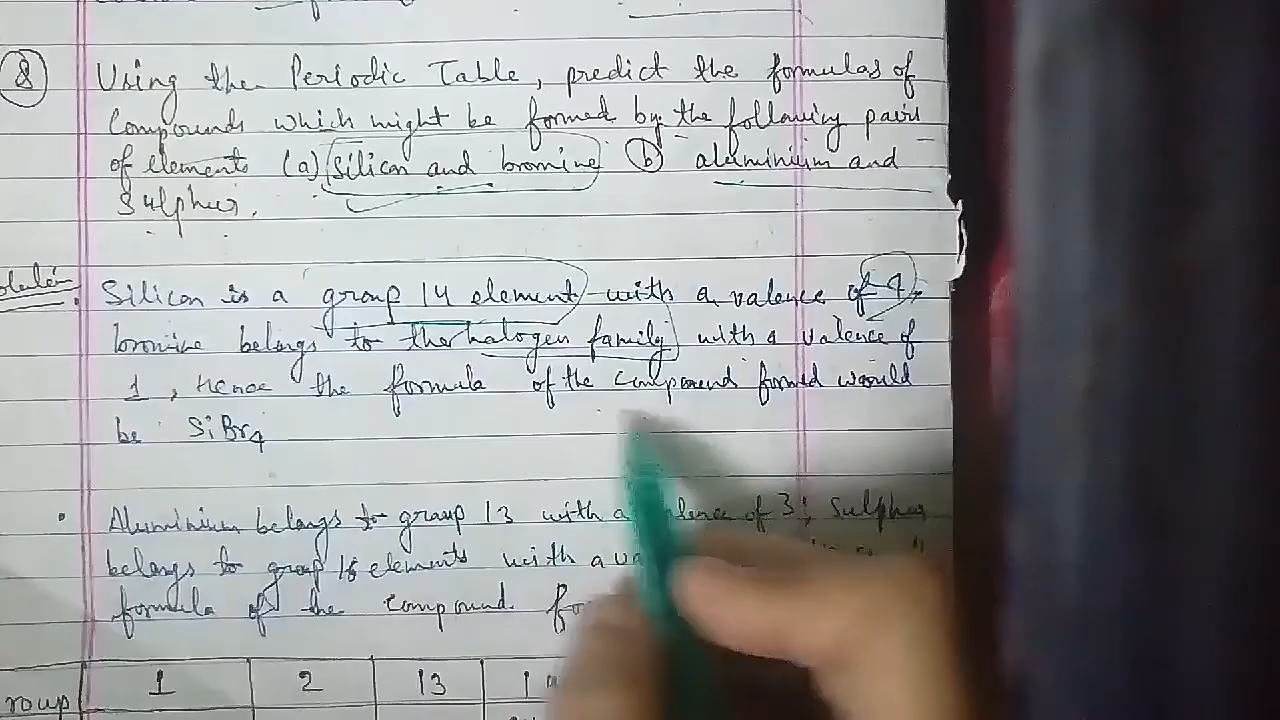 8 Using the Periodic Table, predict the formulas of
Compounds which might be formed by the following pairs
of elements (a) Silicon and bromine (b) aluminium and
Sulphur.
Silicon is a group 14 element with a valence of 4,
bromine belongs to the halogen family with a valence of
1, Hence the formula of the compound formed would
be SiBr4
• Aluminium belongs to group 13 with a valence of 3; Sulphur
belongs to group 16 elements with a
formula of the compound
1 2 13